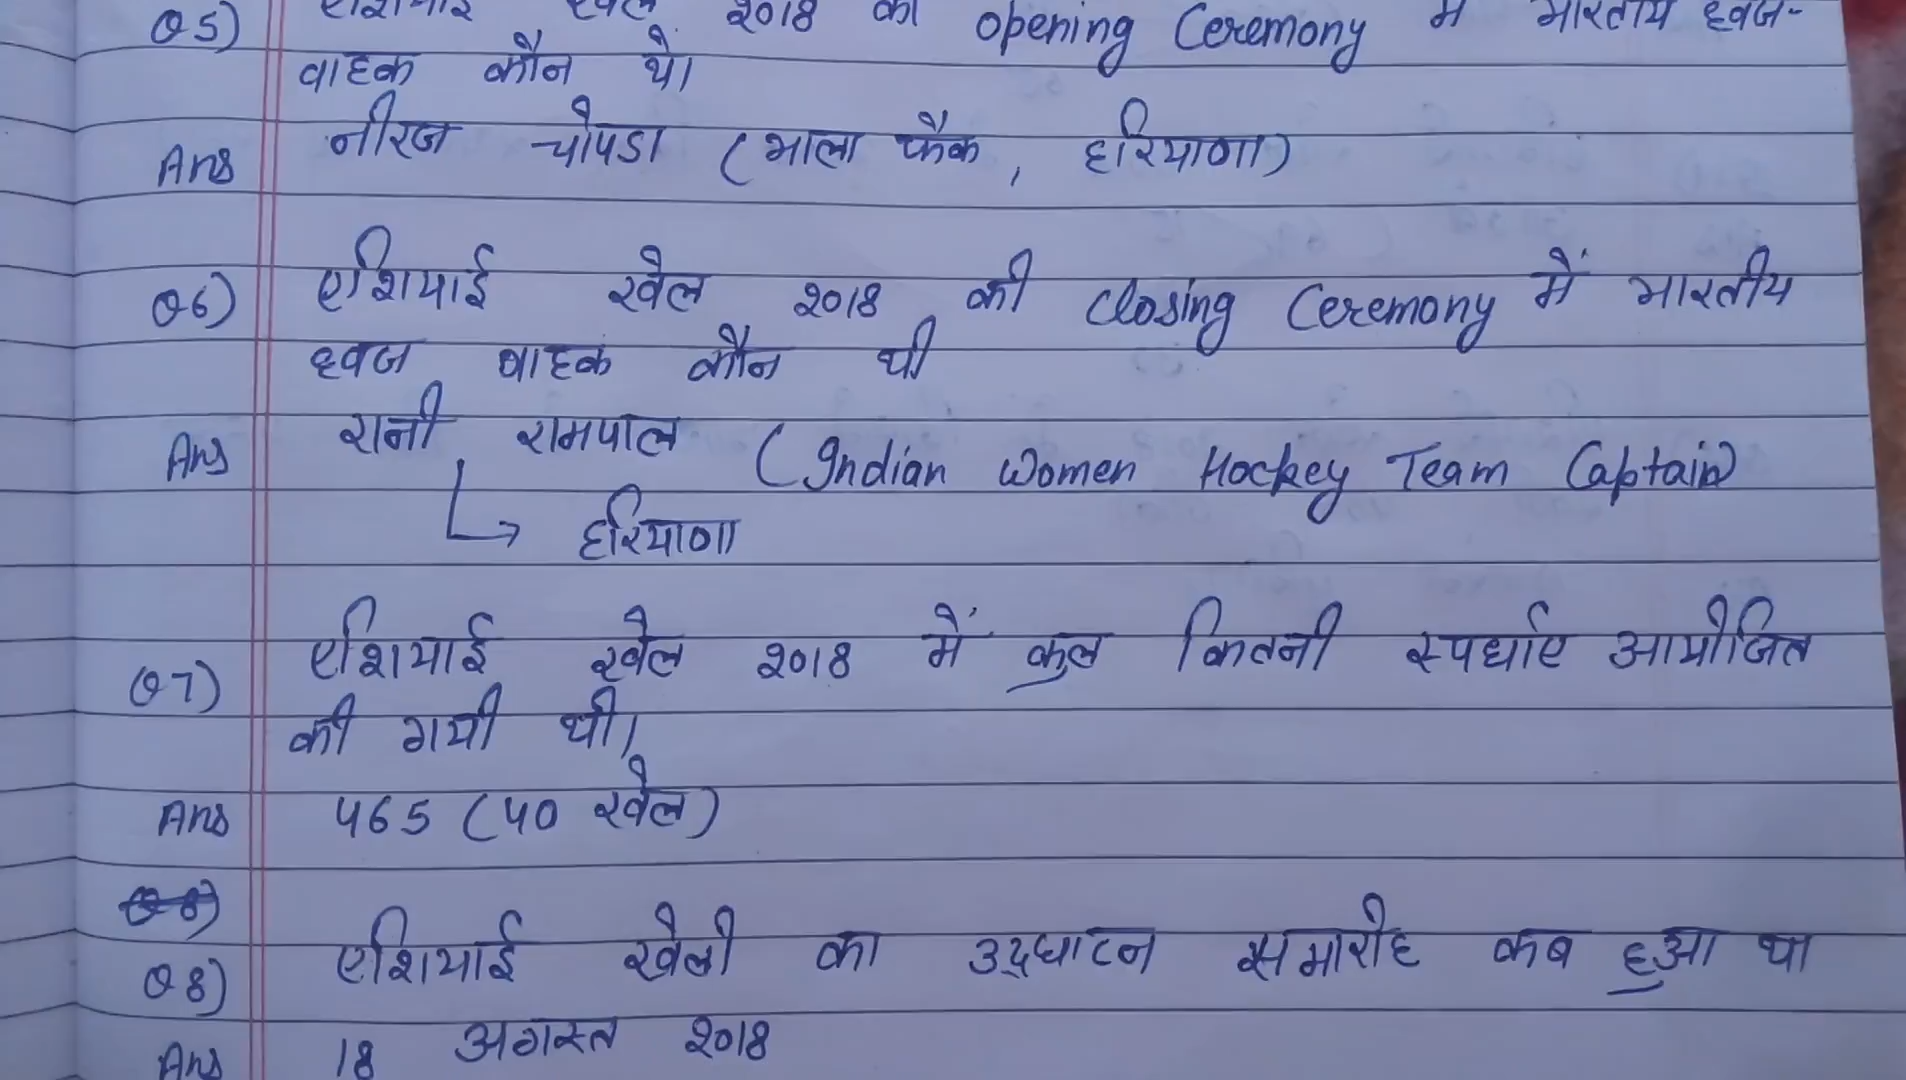 Q5) एशियाई खेल 2018 की opening Ceremony में भारतीय ध्वज-
वाहक कौन थे।
Ans नीरज चोपडा (भाला फैंक, हरियाणा)
Q6) एशियाई खेल 2018 की Closing Ceremony में भारतीय
ध्वज वाहक कौन थी
Ans रानी रामपाल (Indian Women Hockey Team Captain)
↳ हरियाणा
Q7) एशियाई खेल 2018 में कुल कितनी स्पर्धाए आयोजित
की गयी थी।
Ans 465 (40 खेल)
Q8)
Q8) एशियाई खेलो का उद्घाटन समारोह कब हुआ था
Ans 18 अगस्त 2018